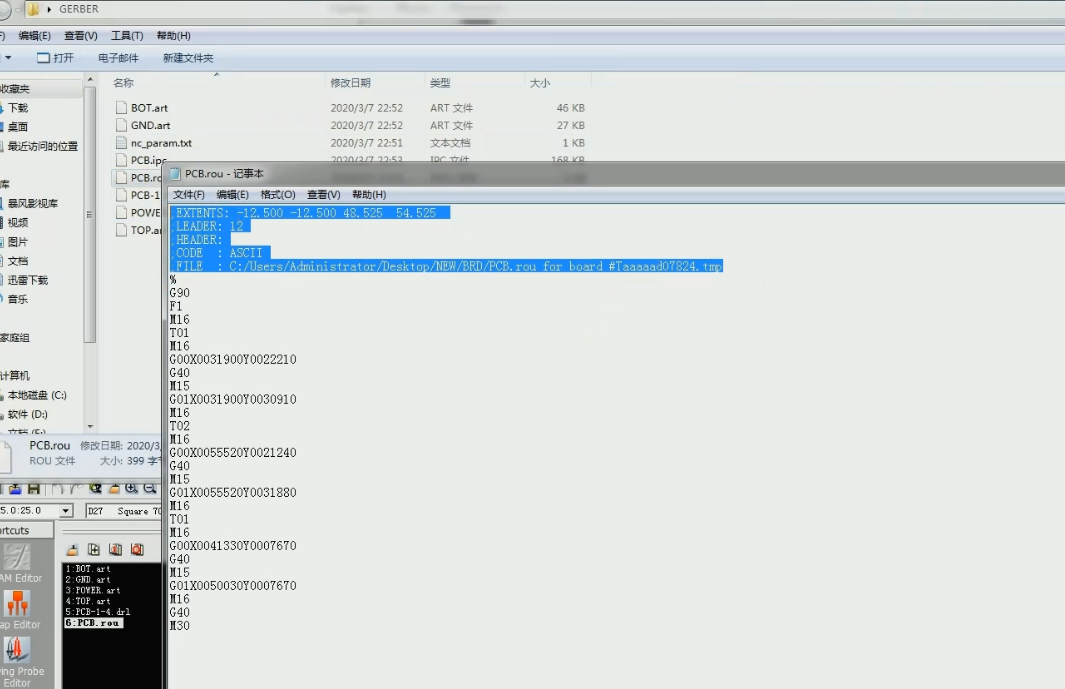 GERBER
编辑(E) 查看(V) 工具(T) 帮助(H)
打开 电子邮件 新建文件夹
名称 修改日期 类型 大小
收藏夹
下载
桌面
最近访问的位置
库
暴风影视库
视频
图片
文档
迅雷下载
音乐
家庭组
计算机
本地磁盘 (C:)
软件 (D:)
BOT.art 2020/3/7 22:52 ART 文件 46 KB
GND.art 2020/3/7 22:52 ART 文件 27 KB
nc_param.txt 2020/3/7 22:51 文本文档 1 KB
PCB.ipc 2020/3/7 22:53 IPC 文件 168 KB
PCB.ro
PCB-1
POWE
TOP.ar
PCB.rou - 记事本
文件(F) 编辑(E) 格式(O) 查看(V) 帮助(H)
;EXTENTS: -12.500 -12.500 48.525 54.525
;LEADER: 12
;HEADER:
;CODE : ASCII
;FILE : C:/Users/Administrator/Desktop/NEW/BRD/PCB.rou for board #Taaaaad07824.tmp
%
G90
F1
M16
T01
M16
G00X0031900Y0022210
G40
M15
G01X0031900Y0030910
M16
T02
M16
G00X0055520Y0021240
G40
M15
G01X0055520Y0031880
M16
T01
M16
G00X0041330Y0007670
G40
M15
G01X0050030Y0007670
M16
G40
M30
PCB.rou 修改日期: 2020/3/
ROU 文件 大小: 399 字节
5.0:25.0 D27 Square 70
rtcuts
AM Editor
ap Editor
ing Probe
Editor
1:BOT.art
2:GND.art
3:POWER.art
4:TOP.art
5:PCB-1-4.drl
6:PCB.rou